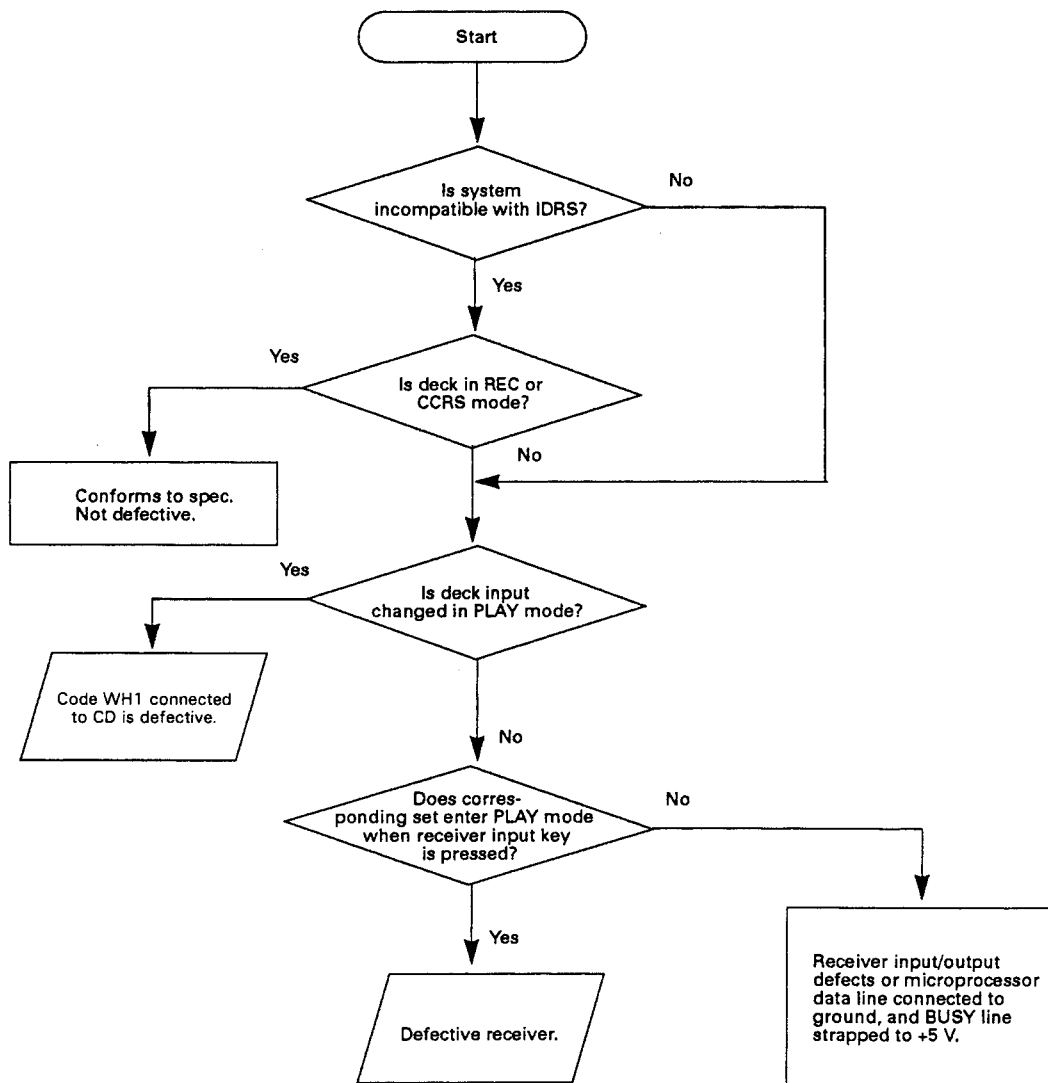 Start
Is system
incompatible with IDRS?
No
Yes
Yes
Is deck in REC or
CCRS mode?
No
Conforms to spec.
Not defective.
Yes
Is deck input
changed in PLAY mode?
Code WH1 connected
to CD is defective.
No
Does corres-
ponding set enter PLAY mode
when receiver input key
is pressed?
No
Yes
Defective receiver.
Receiver input/output
defects or microprocessor
data line connected to
ground, and BUSY line
strapped to +5 V.